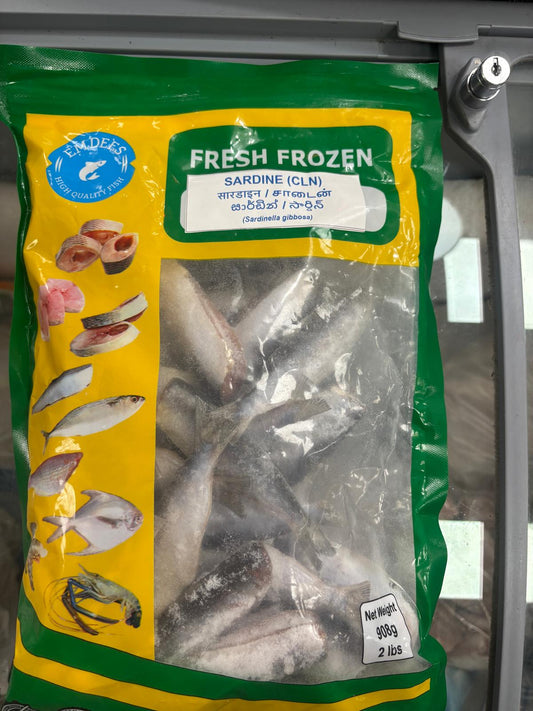 EMDEES
HIGH QUALITY FISH
FRESH FROZEN
SARDINE (CLN)
सारडाइन / சாடைன்
සාර්ඩින් / సార్డిన్
(Sardinella gibbosa)
Net Weight
908g
2 lbs